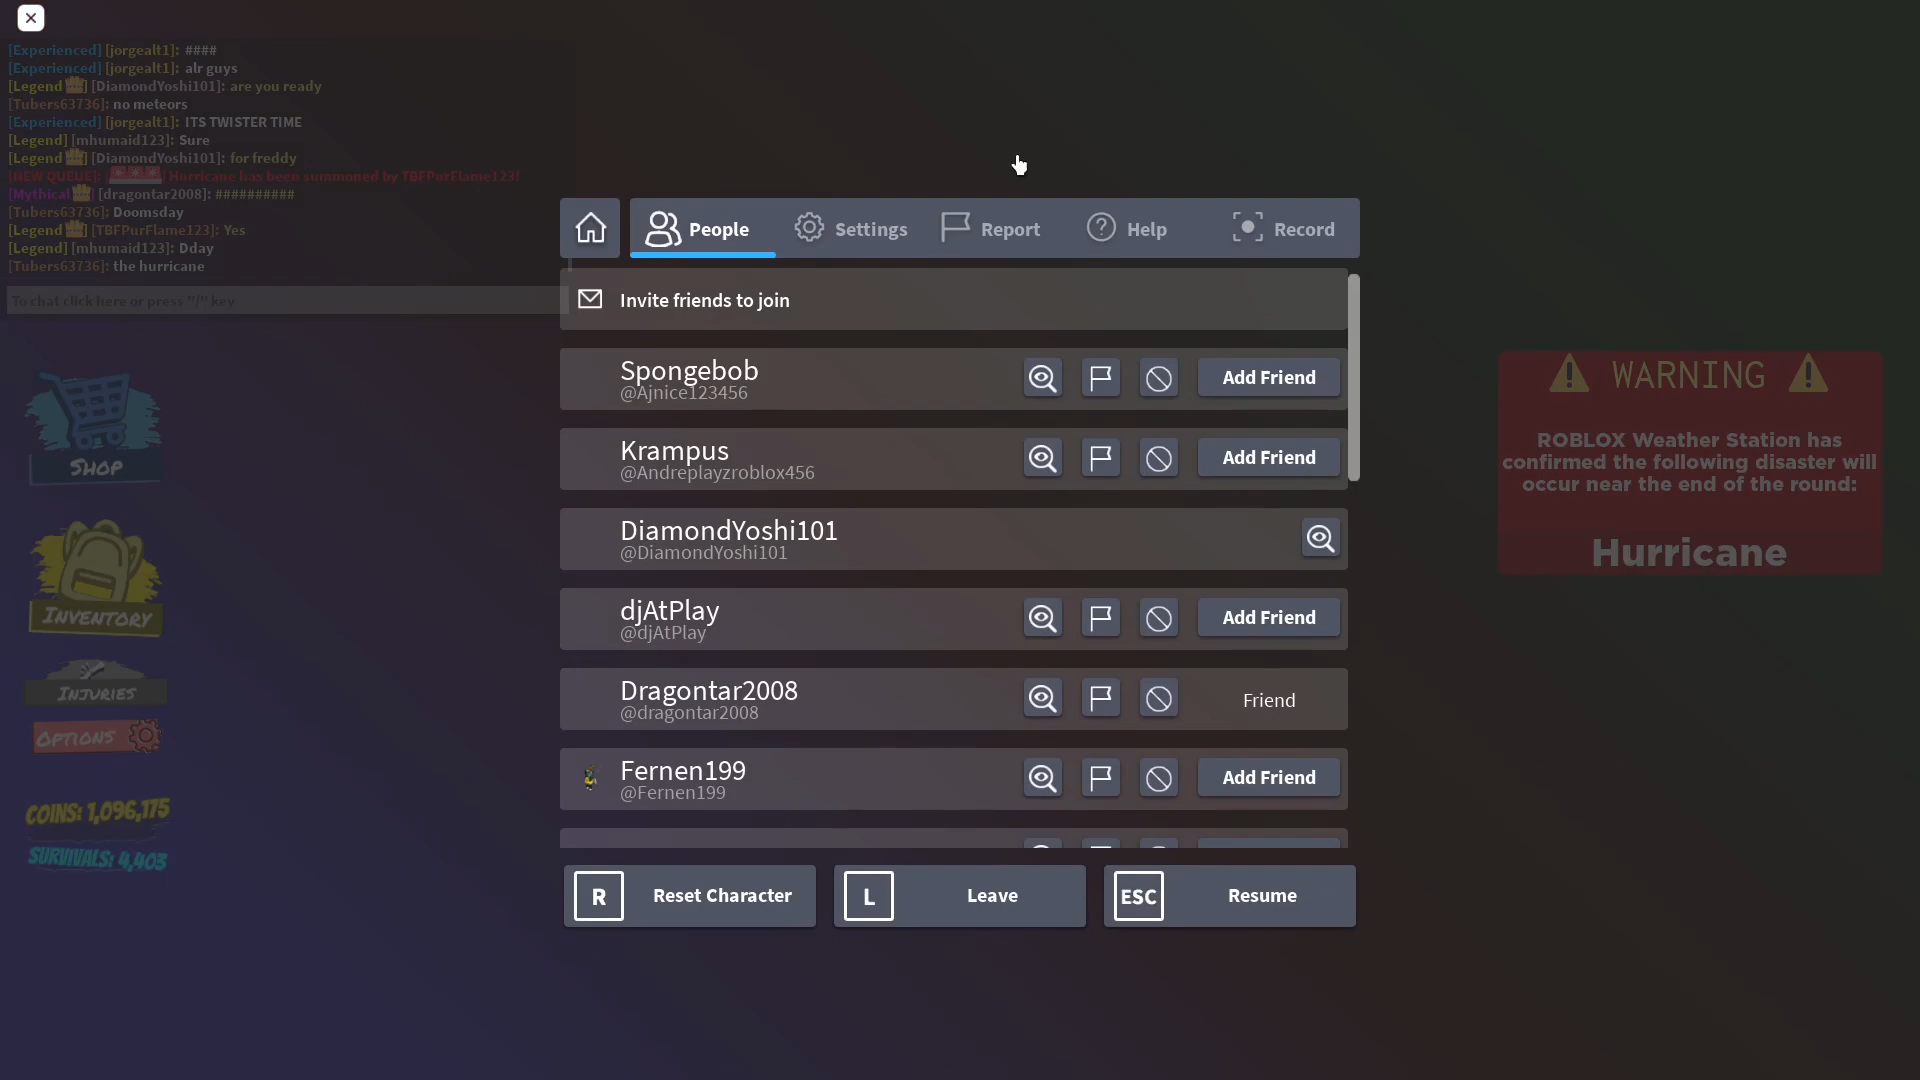 [Experienced] [jorgealt1]: ####
[Experienced] [jorgealt1]: alr guys
[Legend] [DiamondYoshi101]: are you ready
[Tubers63736]: no meteors
[Experienced] [jorgealt1]: ITS TWISTER TIME
[Legend] [mhumaid123]: Sure
[Legend] [DiamondYoshi101]: for freddy
[NEW QUEUE]: Hurricane has been summoned by TBFPurFlame123!
[Mythical] [dragontar2008]: ##########
[Tubers63736]: Doomsday
[Legend] [TBFPurFlame123]: Yes
[Legend] [mhumaid123]: Dday
[Tubers63736]: the hurricane
To chat click here or press "/" key
SHOP
INVENTORY
INJURIES
OPTIONS
COINS: 1,096,175
SURVIVALS: 4,403
People
Settings
Report
Help
Record
Invite friends to join
Spongebob
@Ajnice123456
Add Friend
Krampus
@Andreplayzroblox456
Add Friend
DiamondYoshi101
@DiamondYoshi101
djAtPlay
@djAtPlay
Add Friend
Dragontar2008
@dragontar2008
Friend
Fernen199
@Fernen199
Add Friend
R Reset Character
L Leave
ESC Resume
WARNING
ROBLOX Weather Station has
confirmed the following disaster will
occur near the end of the round:
Hurricane